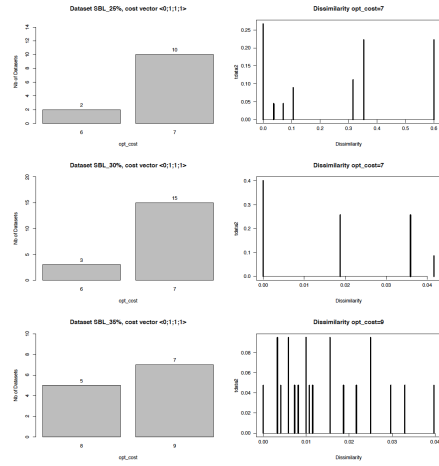 Dataset SBL_25%, cost vector <0;1;1;1>
Nb of Datasets
0 2 4 6 8 10 12 14
2
10
6
7
opt_cost
Dissimilarity opt_cost=7
tdata2
0.00 0.05 0.10 0.15 0.20 0.25
0.0 0.1 0.2 0.3 0.4 0.5 0.6
Dissimilarity
Dataset SBL_30%, cost vector <0;1;1;1>
Nb of Datasets
0 5 10 15 20
3
15
6
7
opt_cost
Dissimilarity opt_cost=7
tdata2
0.0 0.1 0.2 0.3 0.4
0.00 0.01 0.02 0.03 0.04
Dissimilarity
Dataset SBL_35%, cost vector <0;1;1;1>
Nb of Datasets
0 2 4 6 8 10
5
7
8
9
opt_cost
Dissimilarity opt_cost=9
tdata2
0.00 0.02 0.04 0.06 0.08
0.00 0.01 0.02 0.03 0.04
Dissimilarity